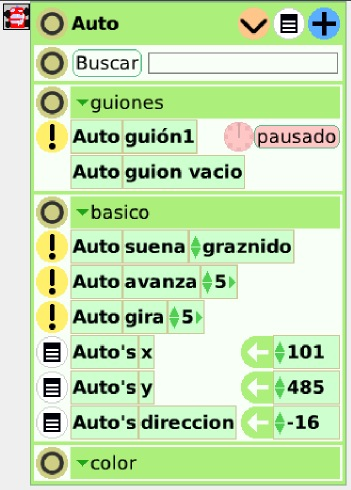 Auto
Buscar
guiones
Auto guión1 pausado
Auto guion vacio
basico
Auto suena graznido
Auto avanza 5
Auto gira 5
Auto's x 101
Auto's y 485
Auto's direccion -16
color